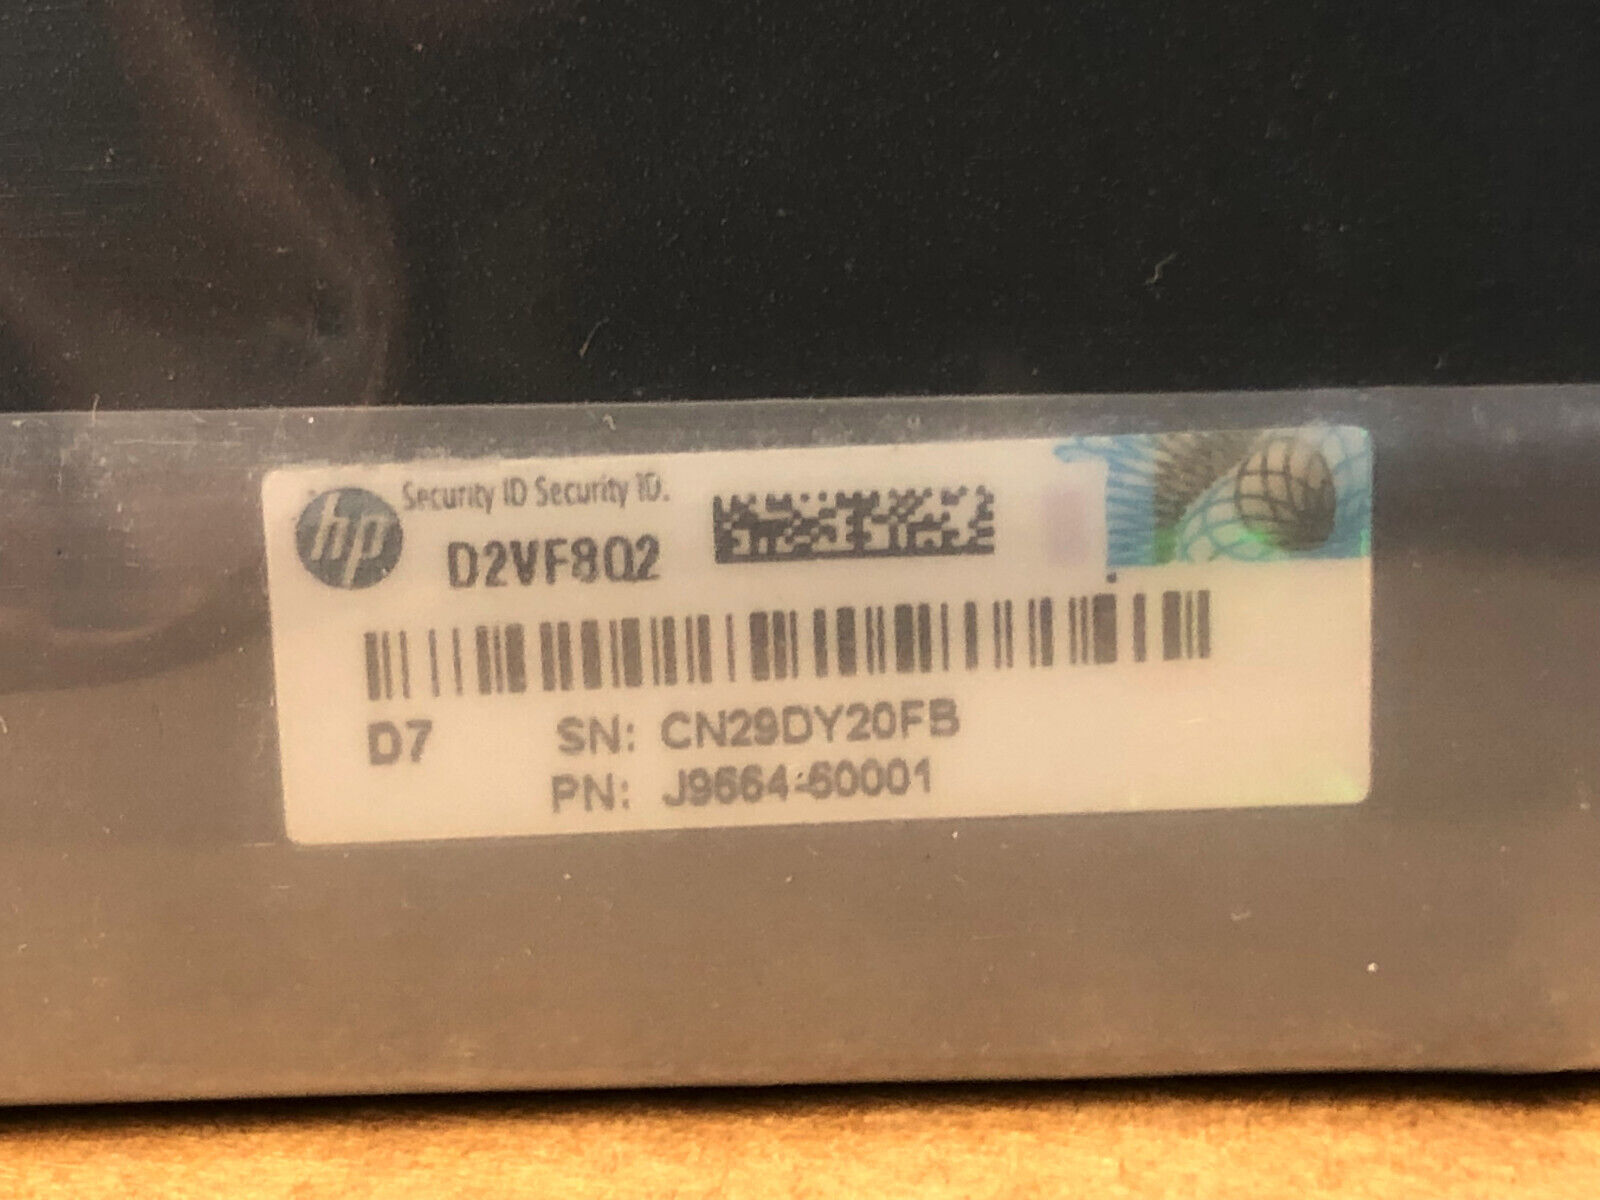 hp Security ID Security ID.
D2VF8Q2
D7 SN: CN29DY20FB
PN: J9664-60001